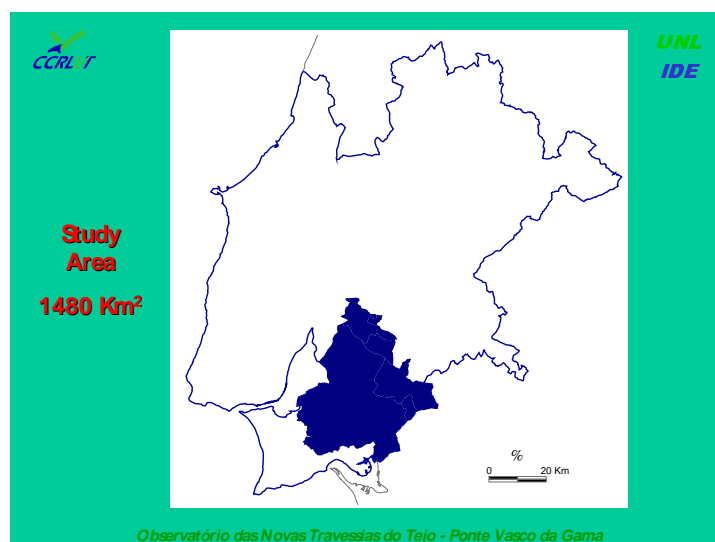 CCRLVT
UNL
IDE
Study
Area
1480 Km²
%
0 20 Km
Observatório das Novas Travessias do Tejo - Ponte Vasco da Gama